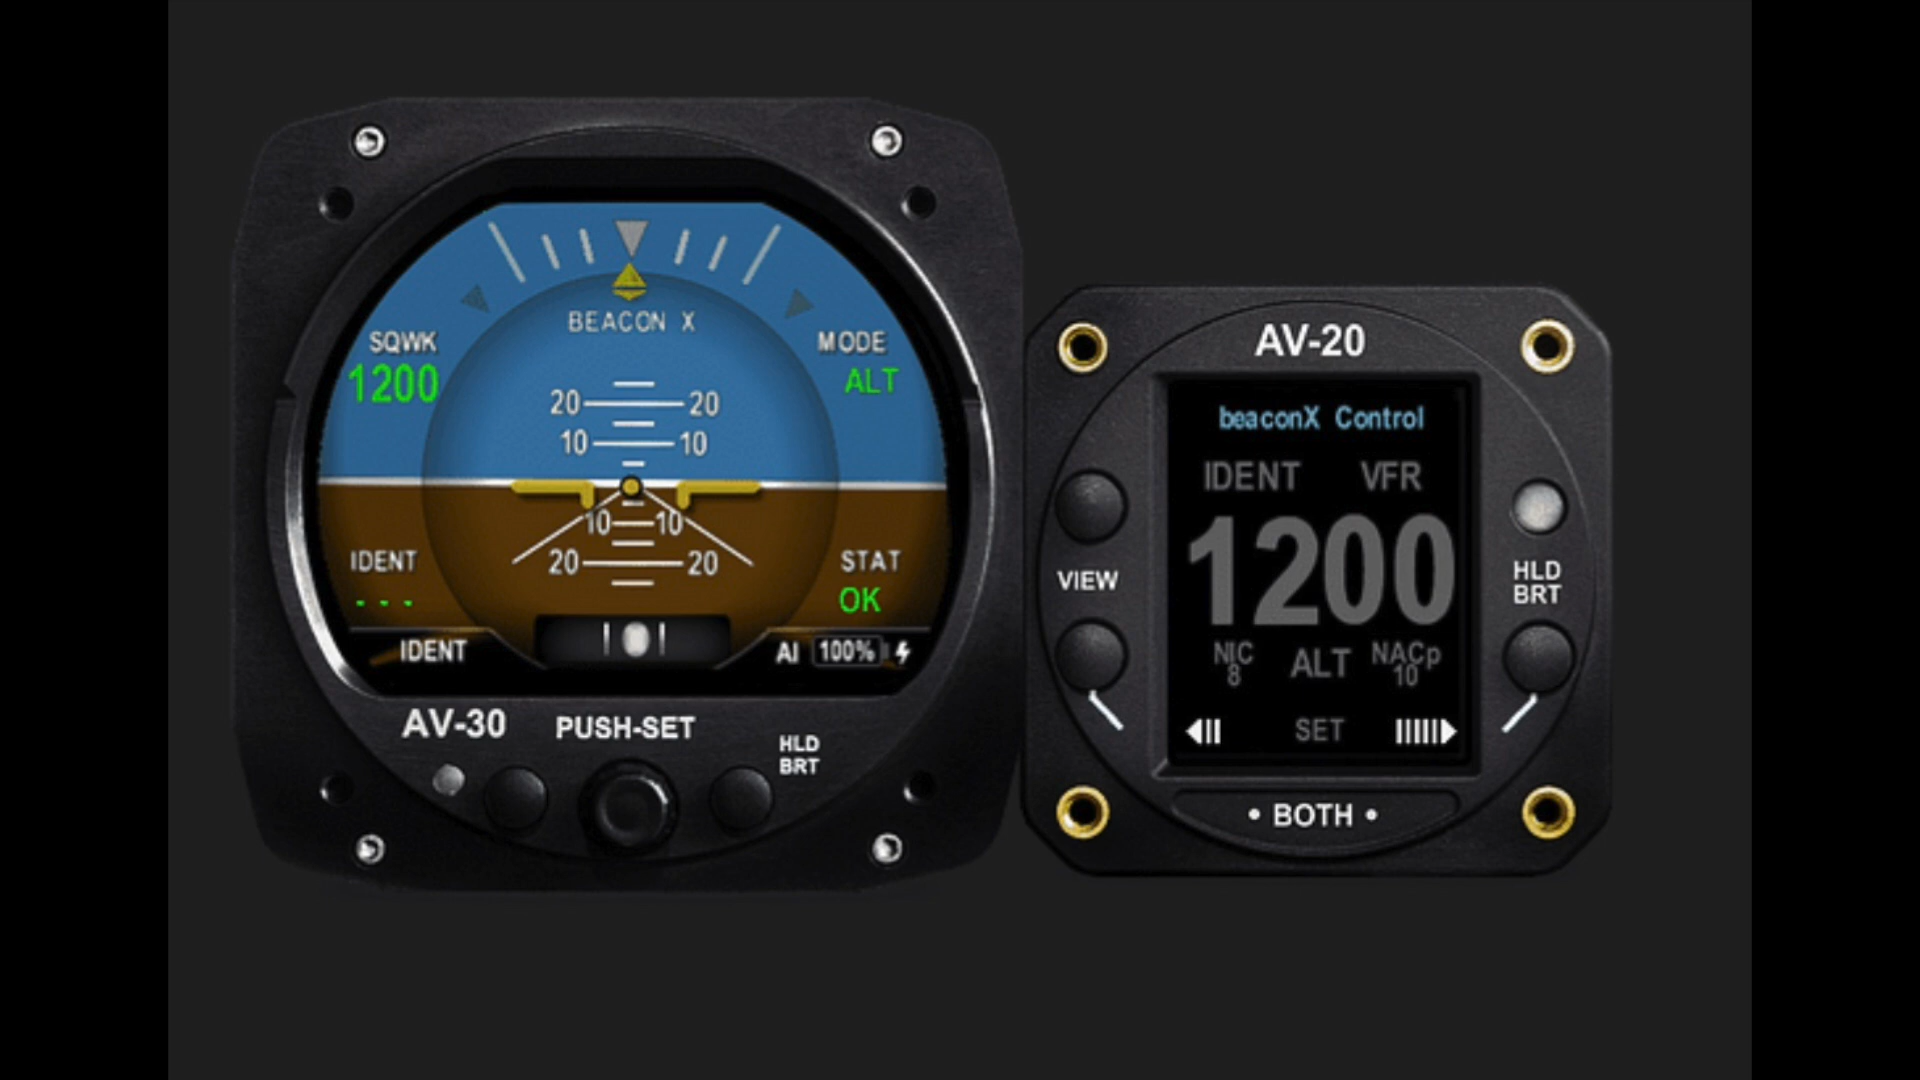 BEACON X
SQWK
1200
MODE
ALT
20 20
10 10
10 10
20 20
IDENT
- - -
STAT
OK
IDENT
AI 100%
AV-30
PUSH-SET
HLD
BRT
AV-20
beaconX Control
IDENT VFR
1200
NIC
8
ALT
NACp
10
SET
VIEW
HLD
BRT
• BOTH •